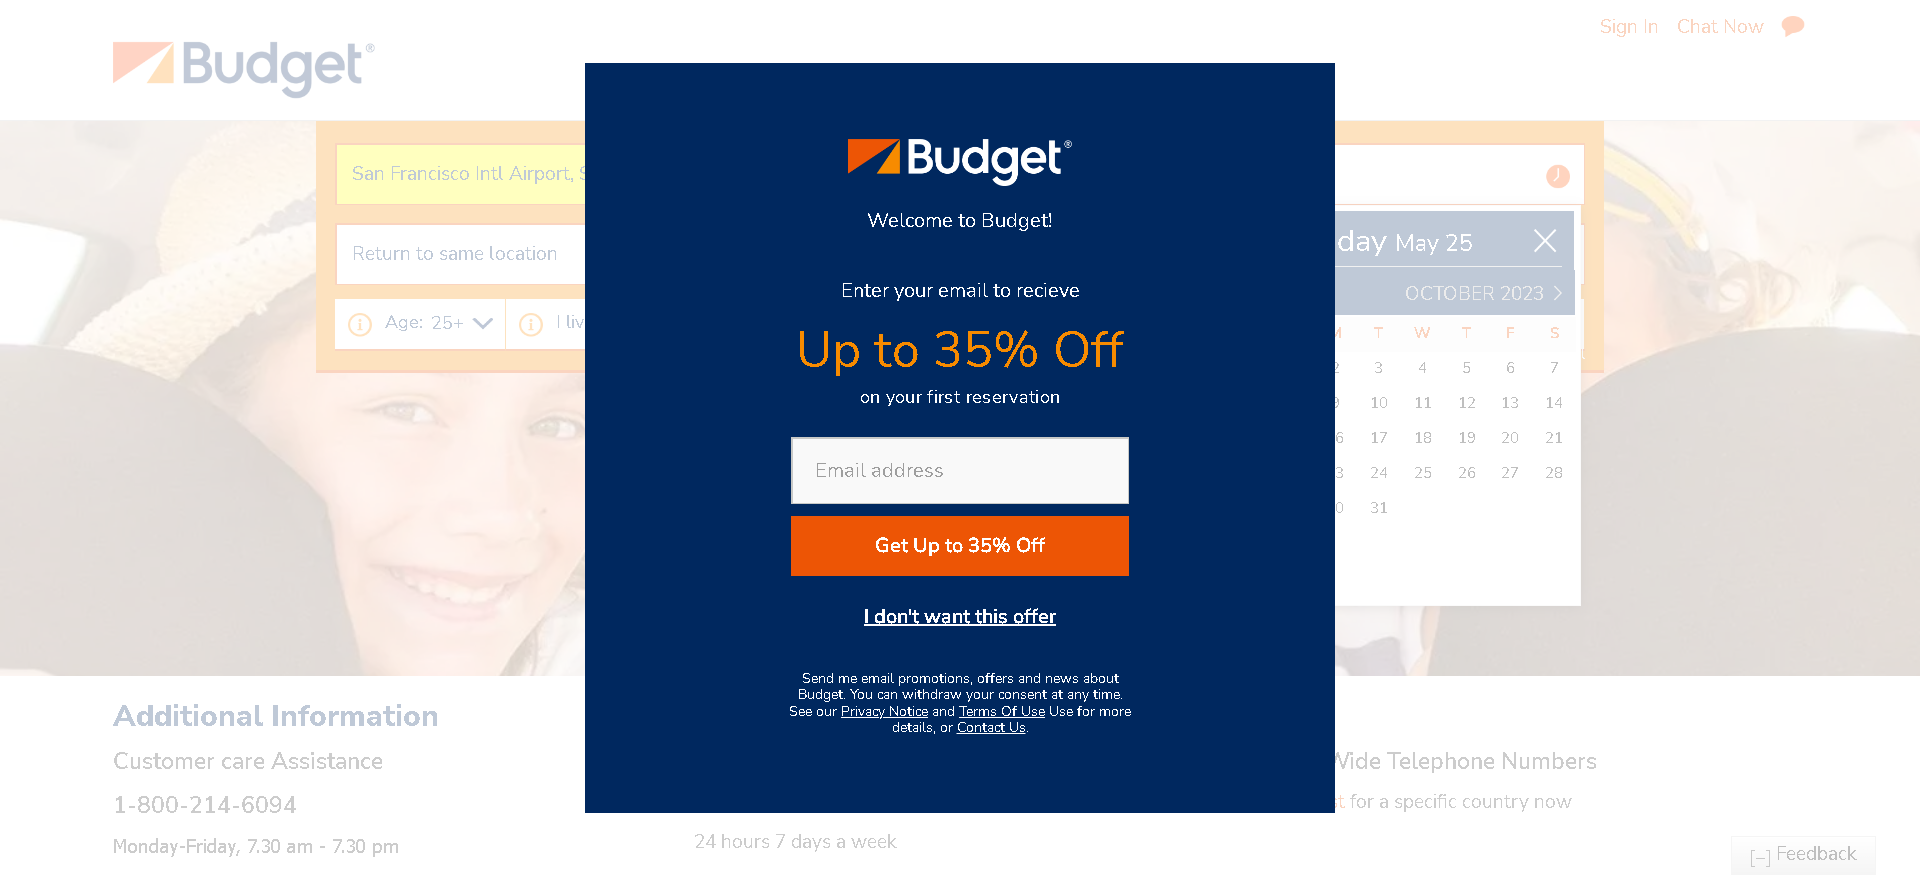 Sign In Chat Now
Budget®
San Francisco Intl Airport,
Return to same location
Age: 25+
I liv
Budget®
Welcome to Budget!
Enter your email to recieve
Up to 35% Off
on your first reservation
Email address
Get Up to 35% Off
I don't want this offer
Send me email promotions, offers and news about
Budget. You can withdraw your consent at any time.
See our Privacy Notice and Terms Of Use Use for more
details, or Contact Us.
day May 25
OCTOBER 2023
T W T F S
3 4 5 6 7
10 11 12 13 14
17 18 19 20 21
24 25 26 27 28
31
Additional Information
Customer care Assistance
1-800-214-6094
Monday-Friday, 7.30 am - 7.30 pm
24 hours 7 days a week
Wide Telephone Numbers
for a specific country now
[-] Feedback